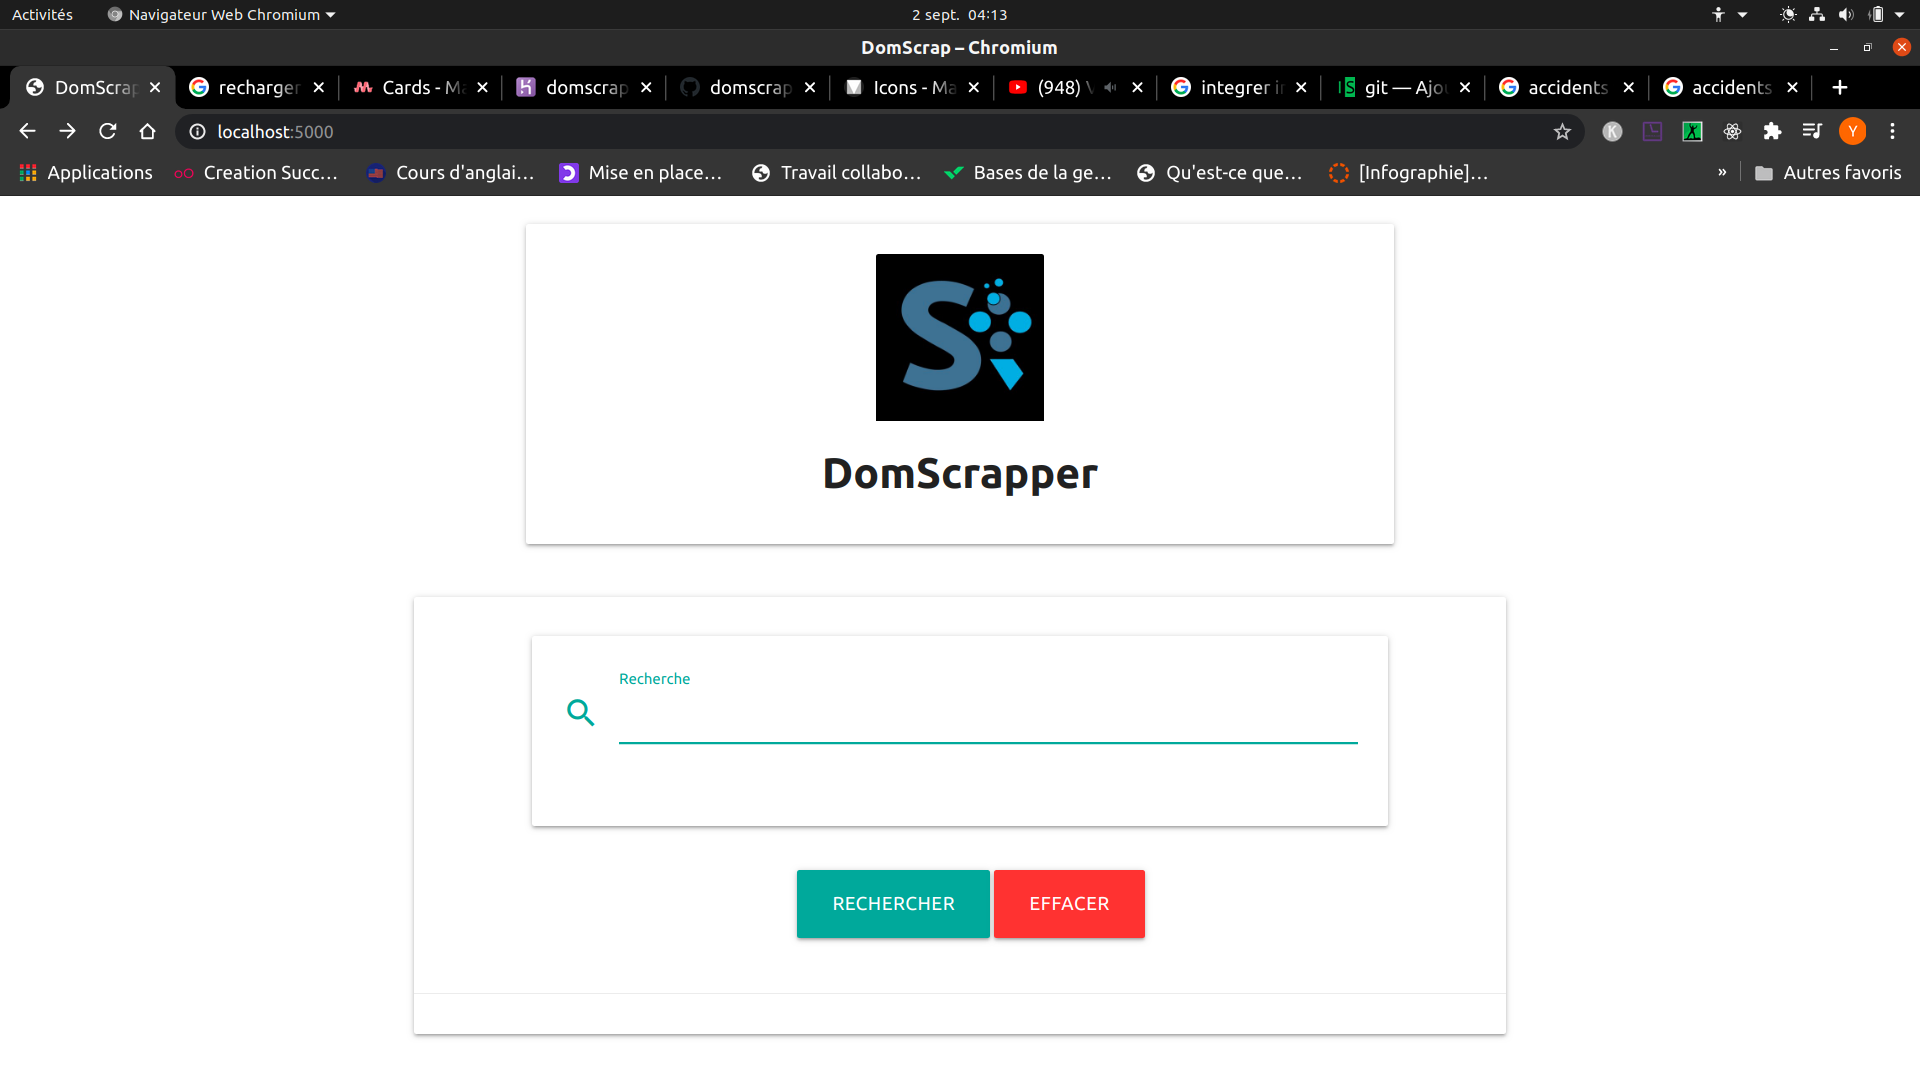 Activités Navigateur Web Chromium 2 sept. 04:13
DomScrap – Chromium
DomScrap recharger Cards - Ma domscrap domscrap Icons - Ma (948) V integrer in git — Ajou accidents accidents
localhost:5000 K Y
Applications Creation Succ... Cours d'anglai... Mise en place... Travail collabo... Bases de la ge... Qu'est-ce que... [Infographie]... » Autres favoris
DomScrapper
Recherche
RECHERCHER EFFACER